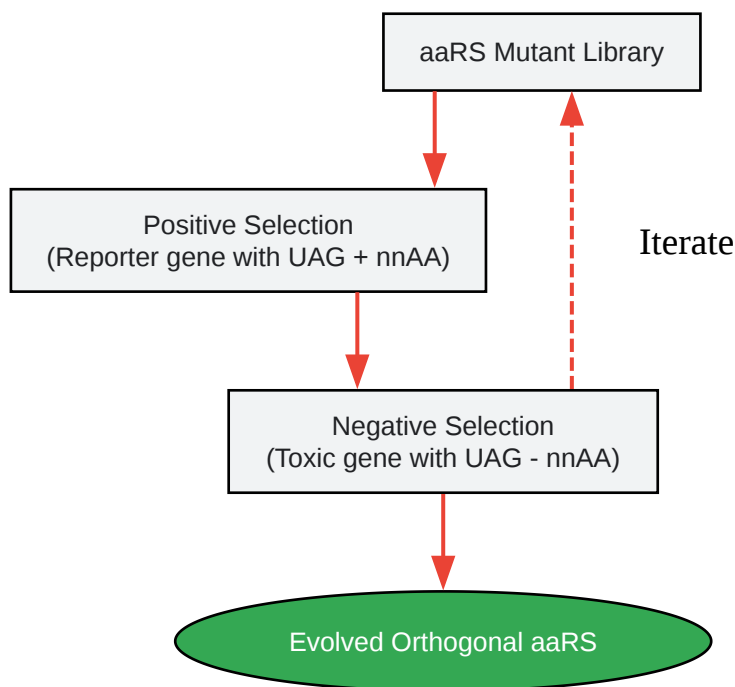 aaRS Mutant Library
Positive Selection
(Reporter gene with UAG + nnAA)
Iterate
Negative Selection
(Toxic gene with UAG - nnAA)
Evolved Orthogonal aaRS